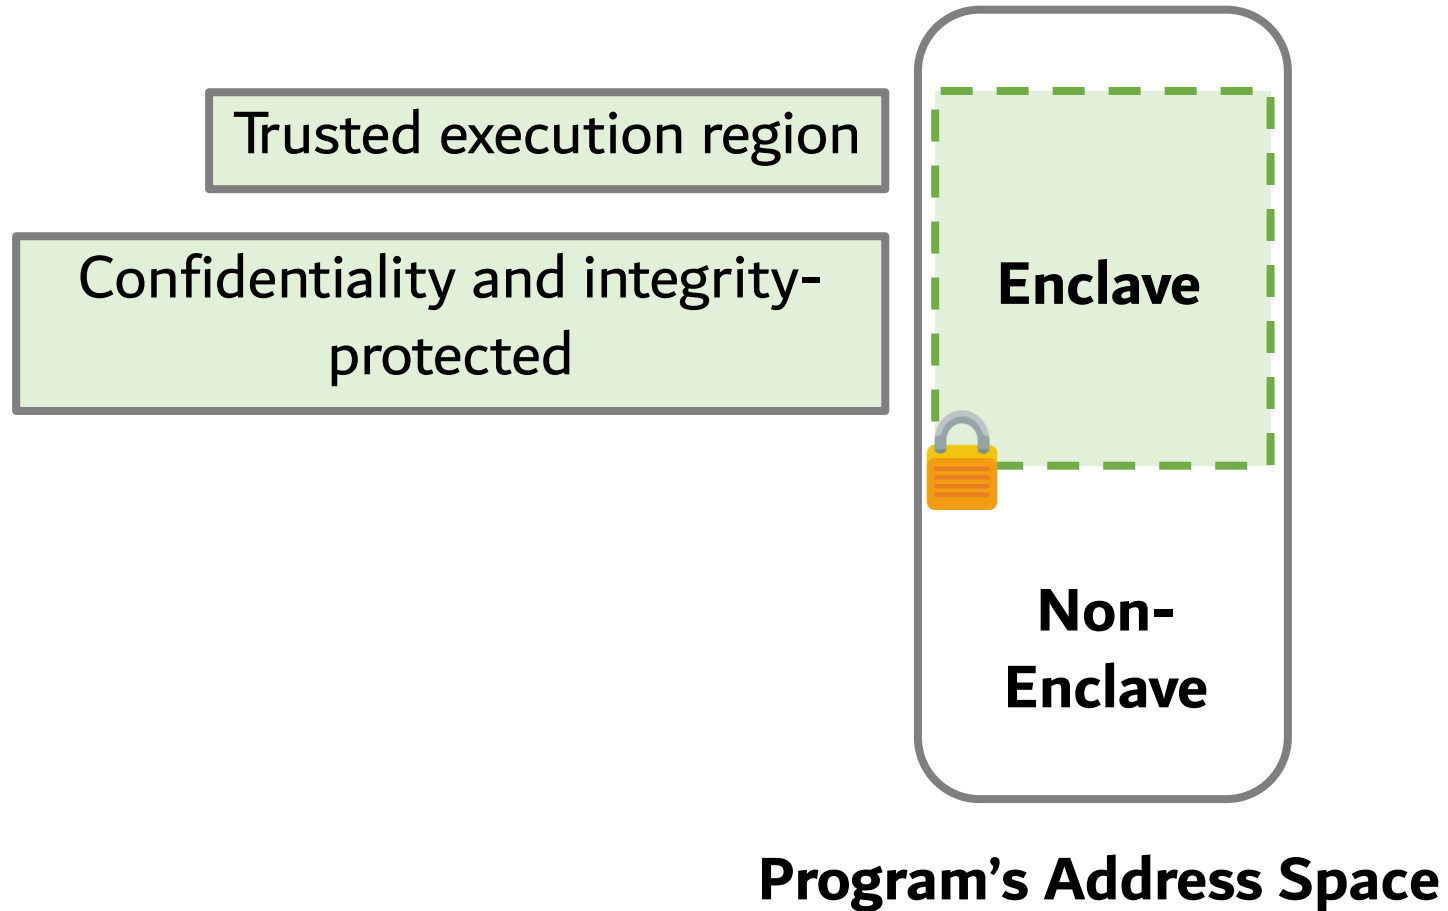 Trusted execution region
Confidentiality and integrity-
protected
Enclave
Non-
Enclave
Program’s Address Space